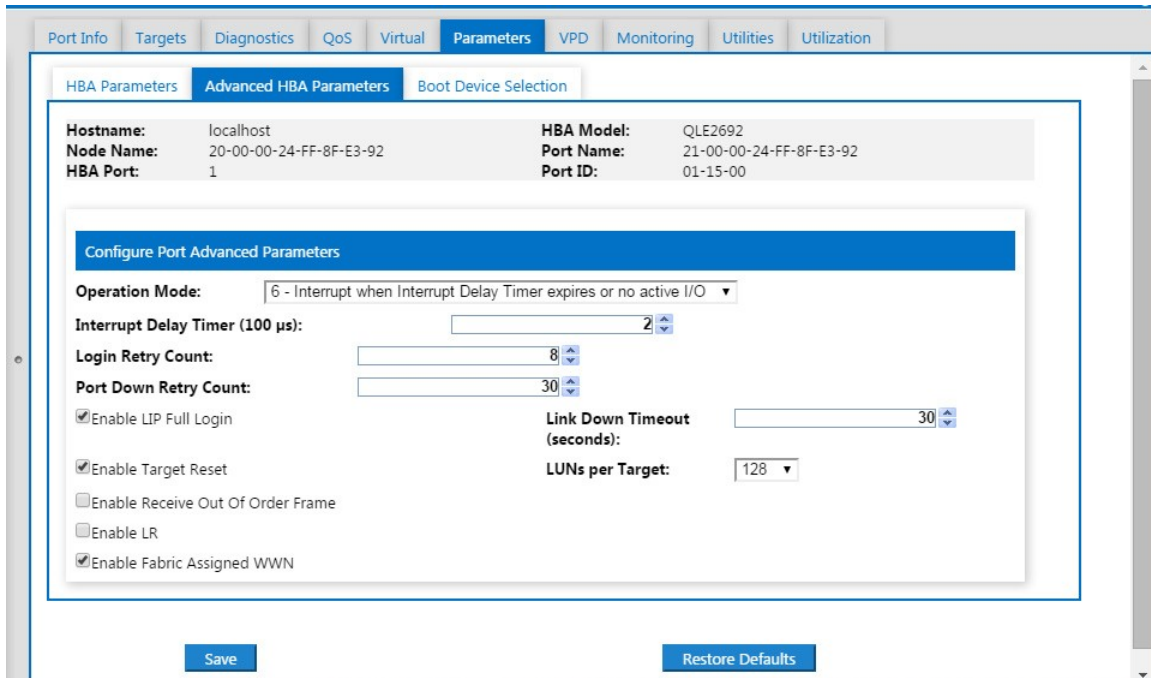 Port Info Targets Diagnostics QoS Virtual Parameters VPD Monitoring Utilities Utilization
HBA Parameters Advanced HBA Parameters Boot Device Selection
Hostname: localhost HBA Model: QLE2692
Node Name: 20-00-00-24-FF-8F-E3-92 Port Name: 21-00-00-24-FF-8F-E3-92
HBA Port: 1 Port ID: 01-15-00
Configure Port Advanced Parameters
Operation Mode: 6 - Interrupt when Interrupt Delay Timer expires or no active I/O
Interrupt Delay Timer (100 µs): 2
Login Retry Count: 8
Port Down Retry Count: 30
Enable LIP Full Login Link Down Timeout 30
(seconds):
Enable Target Reset LUNs per Target: 128
Enable Receive Out Of Order Frame
Enable LR
Enable Fabric Assigned WWN
Save Restore Defaults